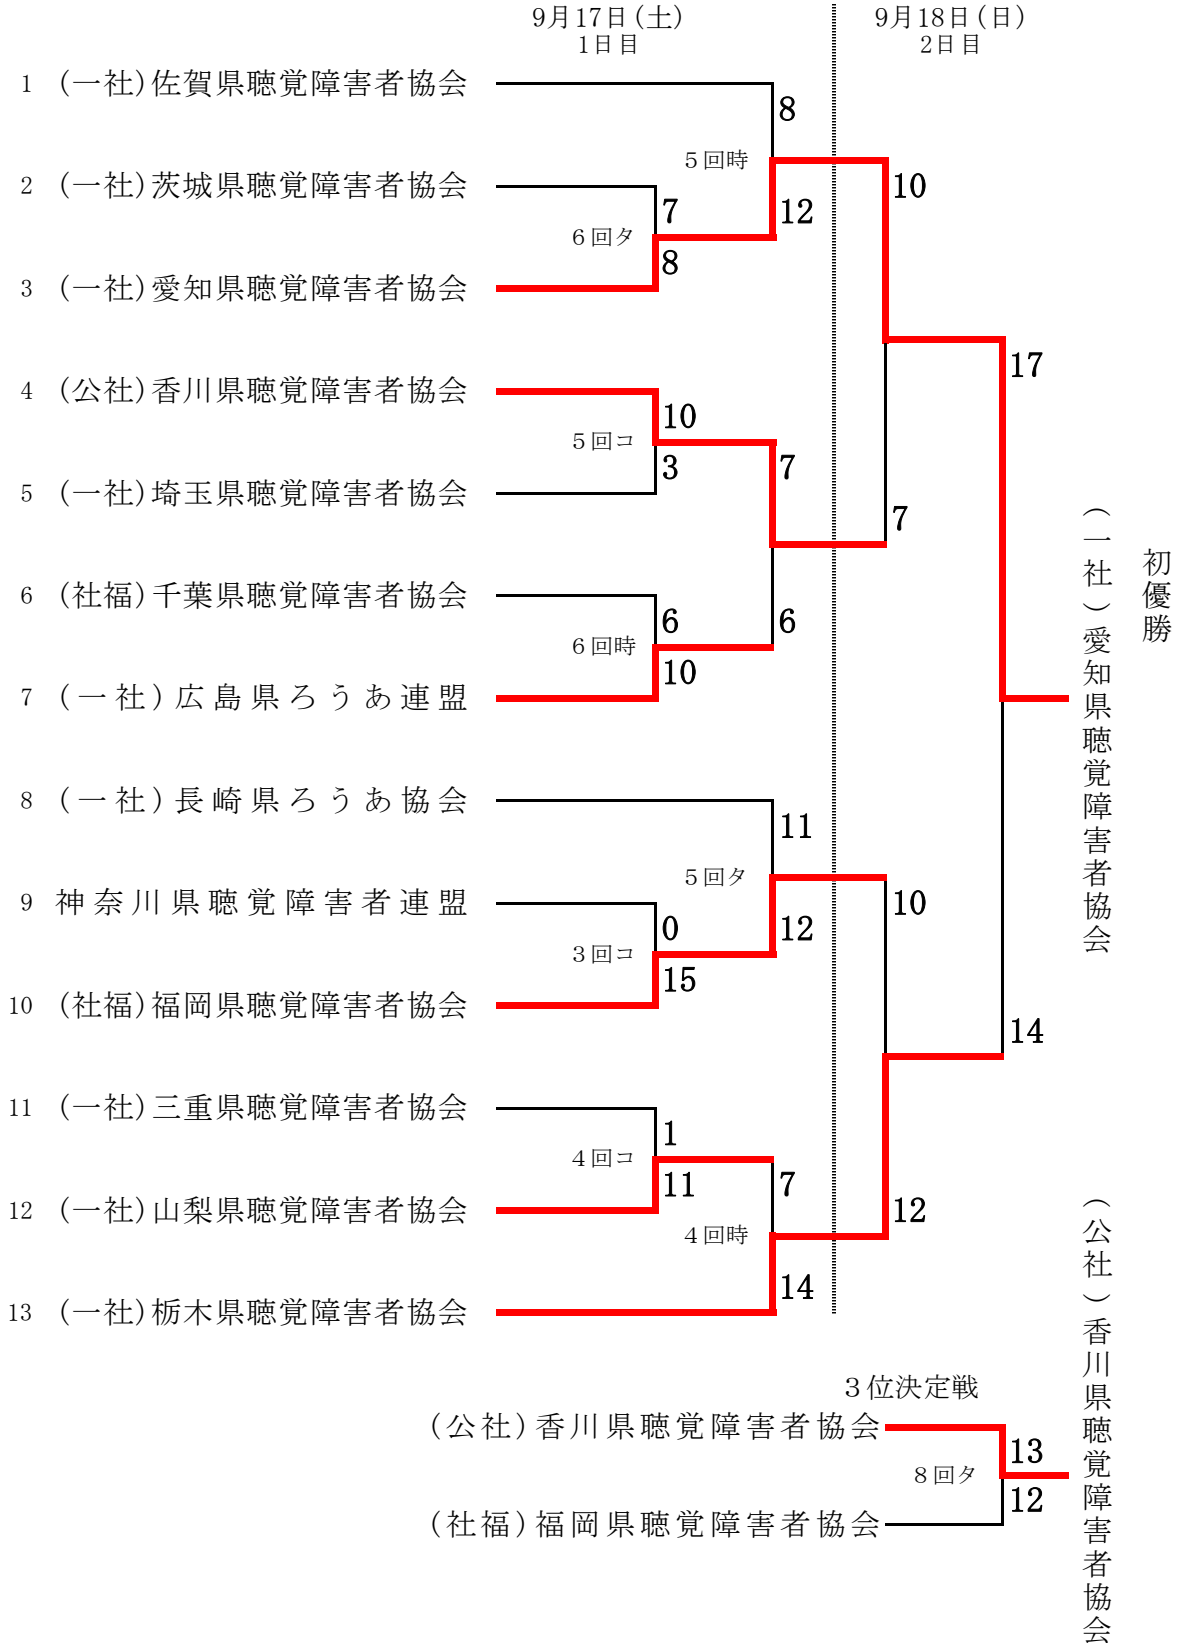 9月17日(土)
1日目
9月18日(日)
2日目
1 (一社)佐賀県聴覚障害者協会
8
5回時
2 (一社)茨城県聴覚障害者協会
7
12
10
6回タ
8
3 (一社)愛知県聴覚障害者協会
17
4 (公社)香川県聴覚障害者協会
10
5回コ
3
7
5 (一社)埼玉県聴覚障害者協会
7
6 (社福)千葉県聴覚障害者協会
6
6
6回時
10
7 (一社)広島県ろうあ連盟
(一社)愛知県聴覚障害者協会
初優勝
8 (一社)長崎県ろうあ協会
11
5回タ
9 神奈川県聴覚障害者連盟
0
12
10
3回コ
15
10 (社福)福岡県聴覚障害者協会
14
11 (一社)三重県聴覚障害者協会
1
4回コ
11
7
12 (一社)山梨県聴覚障害者協会
12
4回時
14
13 (一社)栃木県聴覚障害者協会
3位決定戦
(公社)香川県聴覚障害者協会
13
8回タ
12
(社福)福岡県聴覚障害者協会
(公社)香川県聴覚障害者協会